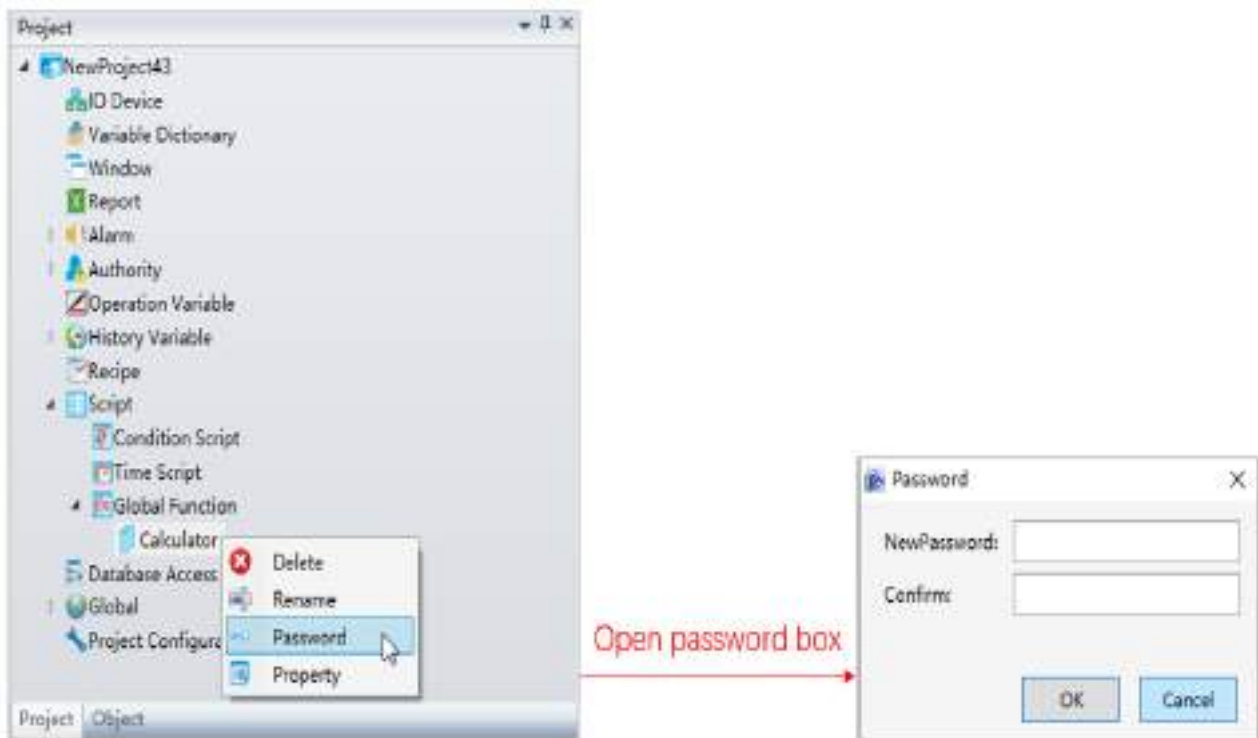 Project
NewProject43
IO Device
Variable Dictionary
Window
Report
Alarm
Authority
Operation Variable
History Variable
Recipe
Script
Condition Script
Time Script
Global Function
Calculator
Delete
Database Access
Rename
Global
Password
Project Configura
Property
Project Object
Open password box
Password
NewPassword:
Confirm:
OK Cancel